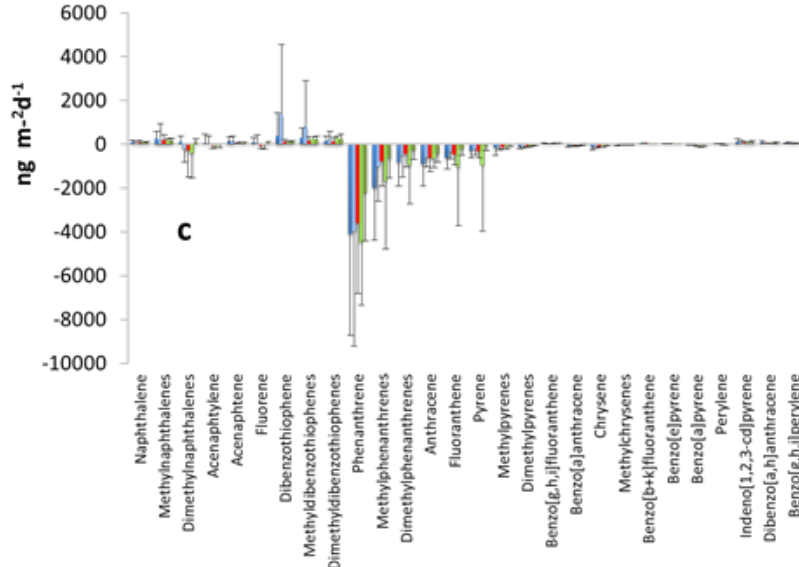 6000
4000
2000
0
-2000
-4000
-6000
-8000
-10000
ng m-2d-1
c
Naphthalene
Methylnaphthalenes
Dimethylnaphthalenes
Acenaphtylene
Acenaphtene
Fluorene
Dibenzothiophene
Methyldibenzothiophenes
Dimethyldibenzothiophenes
Phenanthrene
Methylphenanthrenes
Dimethylphenanthrenes
Anthracene
Fluoranthene
Pyrene
Methylpyrenes
Dimethylpyrenes
Benzo[g,h,i]fluoranthene
Benzo[a]anthracene
Chrysene
Methylchrysenes
Benzo[b+k]fluoranthene
Benzo[e]pyrene
Benzo[a]pyrene
Perylene
Indeno[1,2,3-cd]pyrene
Dibenzo[a,h]anthracene
Benzo[g,h,i]perylene